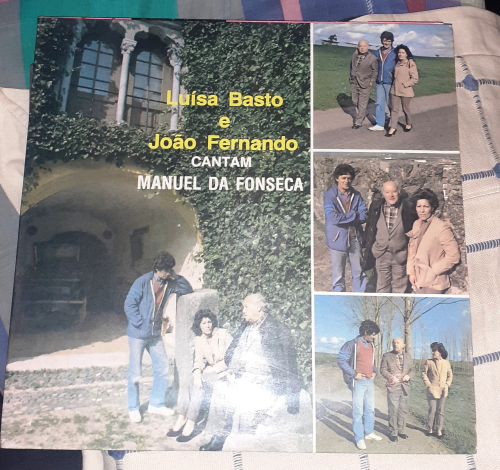 Luísa Basto
e
João Fernando
CANTAM
MANUEL DA FONSECA